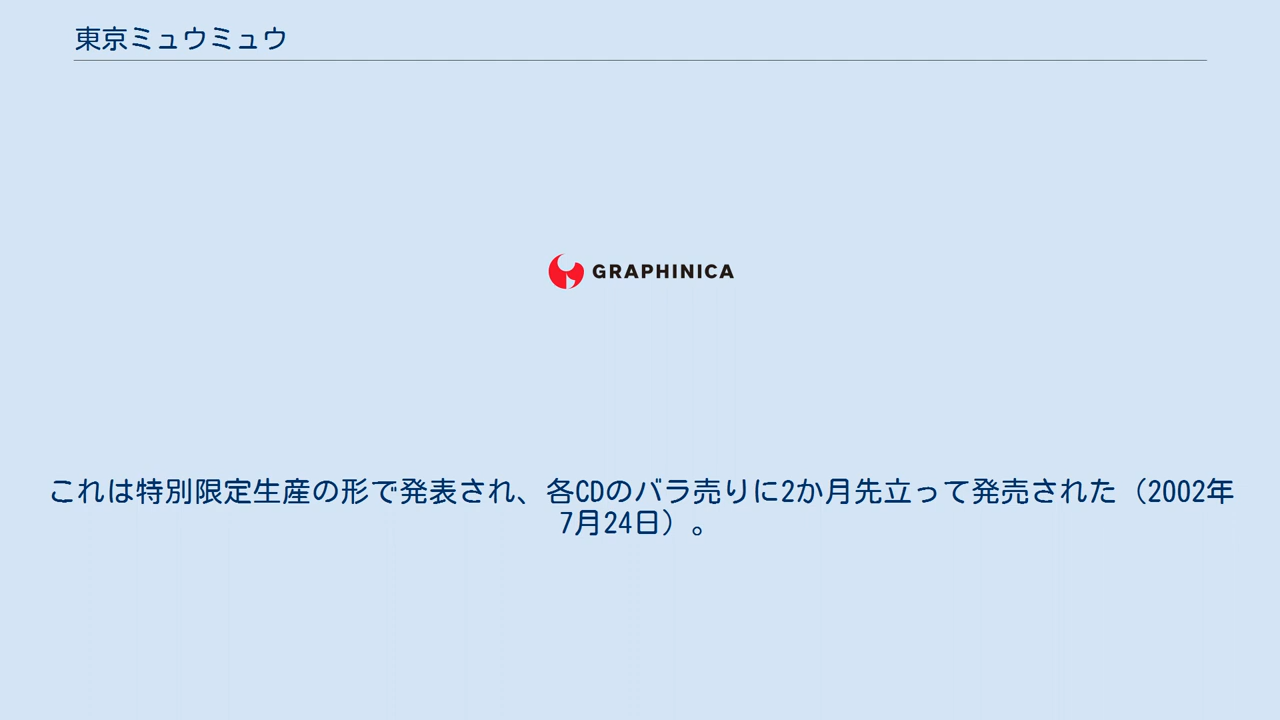 東京ミュウミュウ
GRAPHINICA
これは特別限定生産の形で発表され、各CDのバラ売りに2か月先立って発売された（2002年
7月24日）。